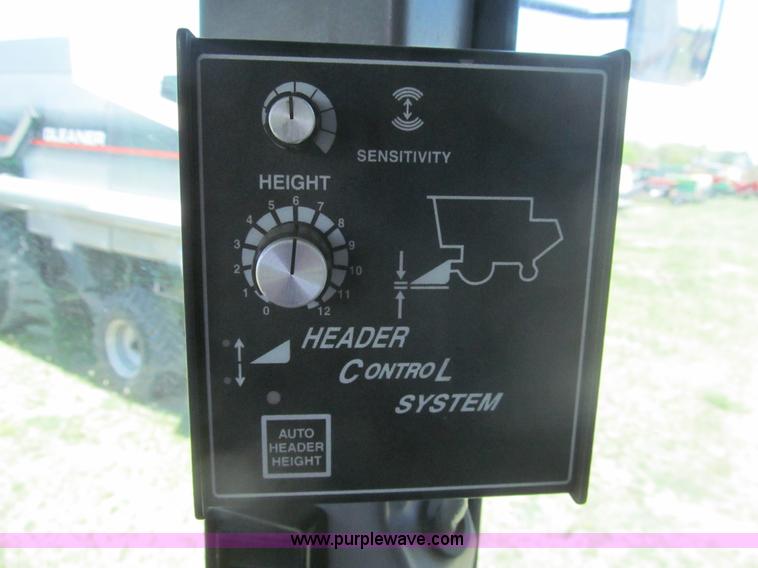 GLEANER
SENSITIVITY
HEIGHT
0 1 2 3 4 5 6 7 8 9 10 11 12
HEADER
CONTROL
SYSTEM
AUTO
HEADER
HEIGHT
www.purplewave.com